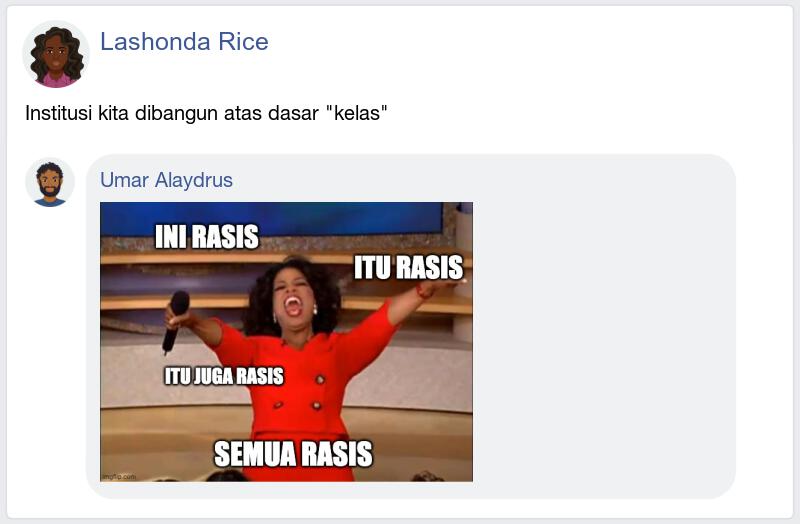 Lashonda Rice
Institusi kita dibangun atas dasar "kelas"
Umar Alaydrus
INI RASIS
ITU RASIS
ITU JUGA RASIS
SEMUA RASIS
imgflip.com